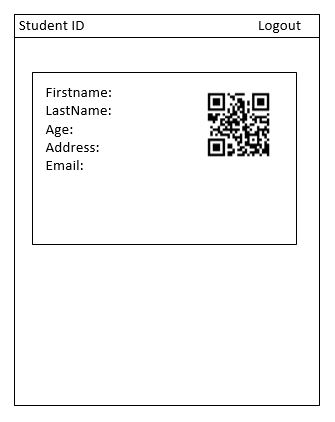 Student ID Logout
Firstname:
LastName:
Age:
Address:
Email: